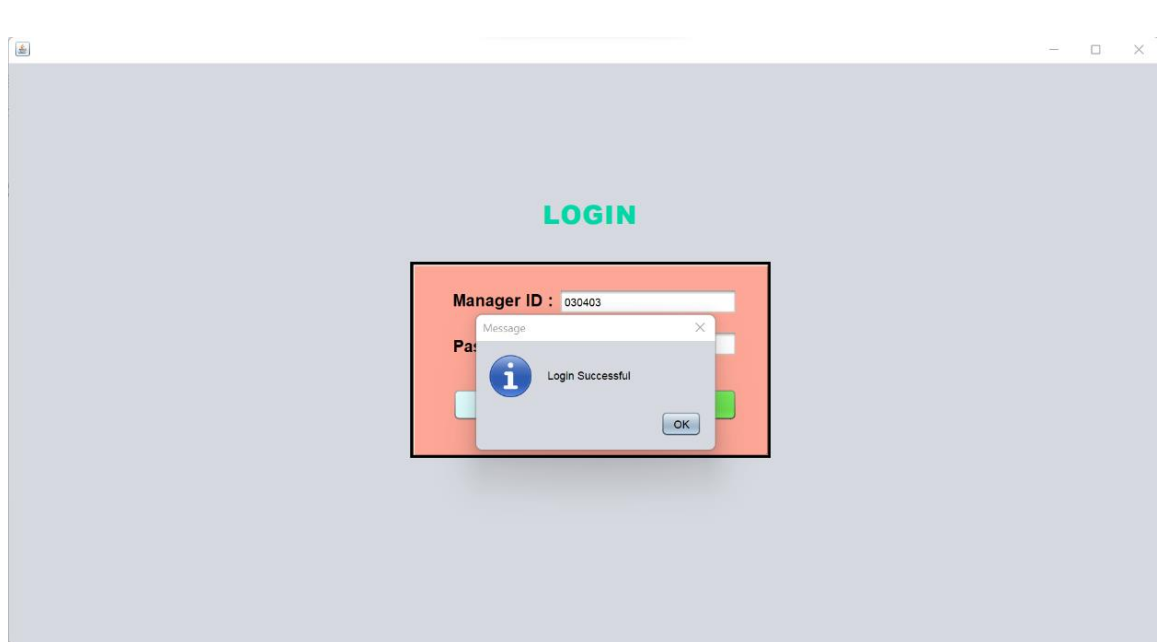 LOGIN
Manager ID : 030403
Message
Login Successful
OK